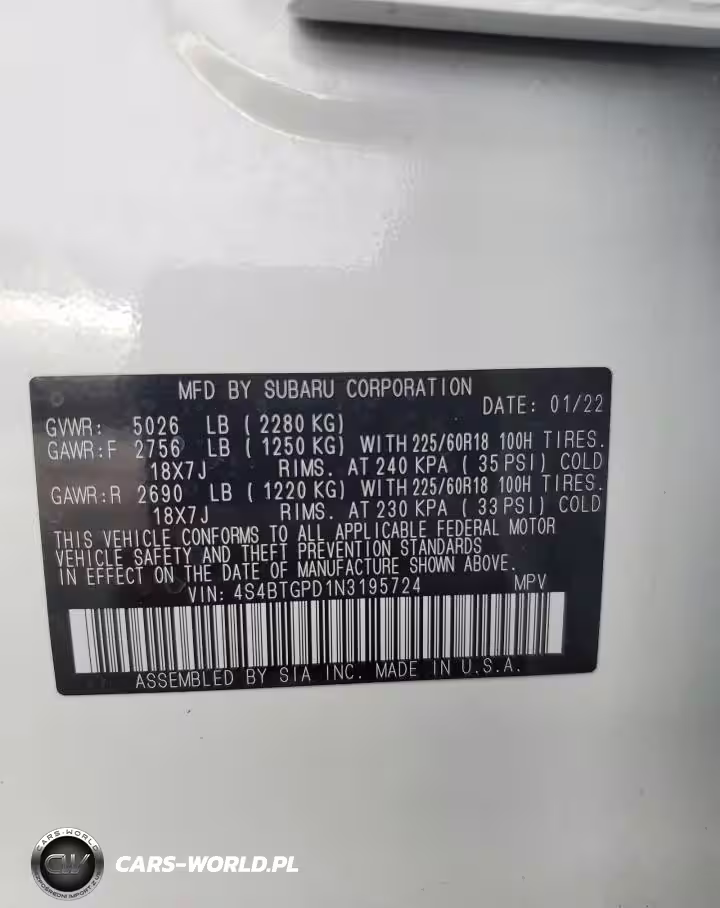 MFD BY SUBARU CORPORATION
DATE: 01/22
GVWR: 5026 LB ( 2280 KG)
GAWR:F 2756 LB ( 1250 KG) WITH 225/60R18 100H TIRES.
18X7J RIMS. AT 240 KPA ( 35 PSI) COLD
GAWR:R 2690 LB ( 1220 KG) WITH 225/60R18 100H TIRES.
18X7J RIMS. AT 230 KPA ( 33 PSI) COLD
THIS VEHICLE CONFORMS TO ALL APPLICABLE FEDERAL MOTOR
VEHICLE SAFETY AND THEFT PREVENTION STANDARDS
IN EFFECT ON THE DATE OF MANUFACTURE SHOWN ABOVE.
VIN: 4S4BTGPD1N3195724 MPV
ASSEMBLED BY SIA INC. MADE IN U.S.A.
CARS-WORLD
CW
CARS-WORLD.PL